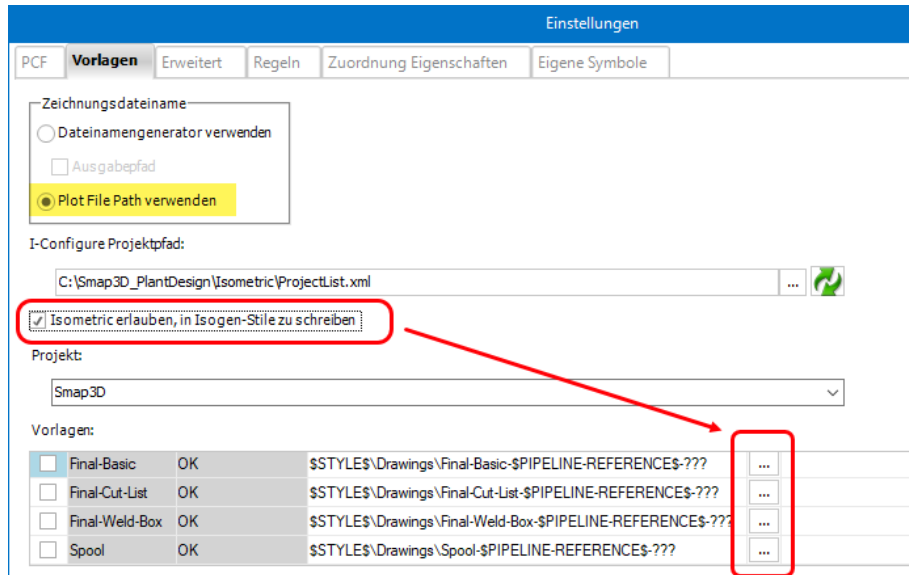 Einstellungen
PCF Vorlagen Erweitert Regeln Zuordnung Eigenschaften Eigene Symbole
Zeichnungsdateiname
Dateinamengenerator verwenden
Ausgabepfad
Plot File Path verwenden
I-Configure Projektpfad:
C:\Smap3D_PlantDesign\Isometric\ProjectList.xml ...
Isometric erlauben, in Isogen-Stile zu schreiben
Projekt:
Smap3D
Vorlagen:
Final-Basic OK $STYLE$\Drawings\Final-Basic-$PIPELINE-REFERENCE$-??? ...
Final-Cut-List OK $STYLE$\Drawings\Final-Cut-List-$PIPELINE-REFERENCE$-??? ...
Final-Weld-Box OK $STYLE$\Drawings\Final-Weld-Box-$PIPELINE-REFERENCE$-??? ...
Spool OK $STYLE$\Drawings\Spool-$PIPELINE-REFERENCE$-??? ...